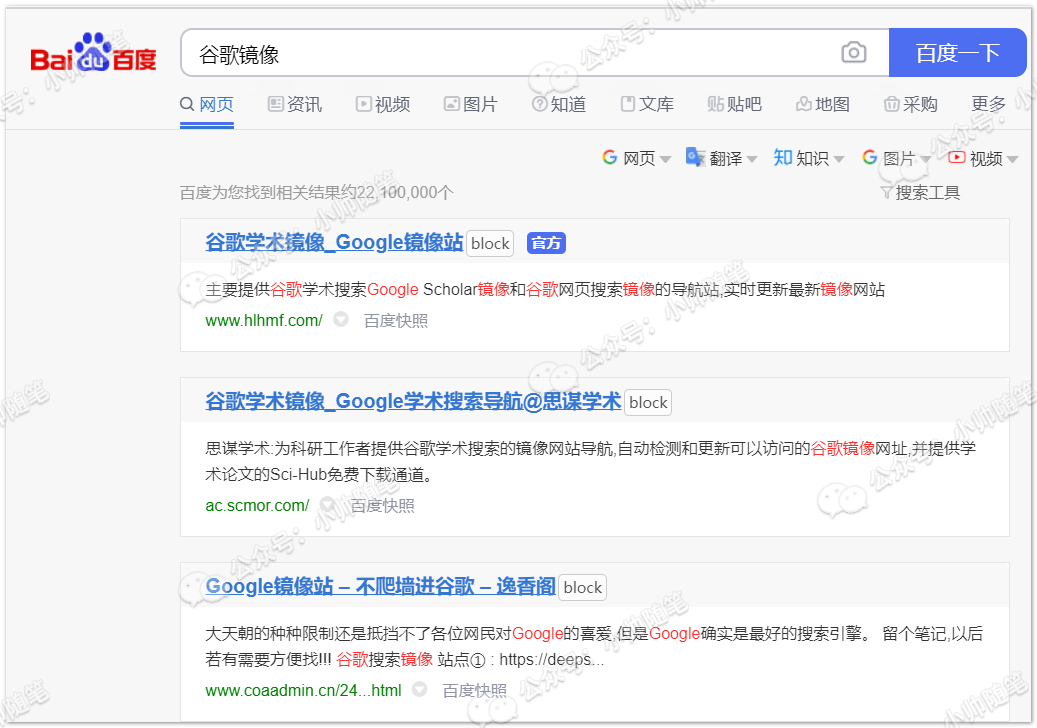 Bai du 百度
谷歌镜像
百度一下
网页 资讯 视频 图片 知道 文库 贴吧 地图 采购 更多
网页 翻译 知 知识 图片 视频
百度为您找到相关结果约22,100,000个 搜索工具
谷歌学术镜像_Google镜像站 block 官方
主要提供谷歌学术搜索Google Scholar镜像和谷歌网页搜索镜像的导航站,实时更新最新镜像网站
www.hlhmf.com/ 百度快照
谷歌学术镜像_Google学术搜索导航@思谋学术 block
思谋学术:为科研工作者提供谷歌学术搜索的镜像网站导航,自动检测和更新可以访问的谷歌镜像网址,并提供学
术论文的Sci-Hub免费下载通道。
ac.scmor.com/ 百度快照
Google镜像站 – 不爬墙进谷歌 – 逸香阁 block
大天朝的种种限制还是抵挡不了各位网民对Google的喜爱,但是Google确实是最好的搜索引擎。 留个笔记,以后
若有需要方便找!!! 谷歌搜索镜像 站点① : https://deeps...
www.coaadmin.cn/24...html 百度快照
公众号：小帅随笔